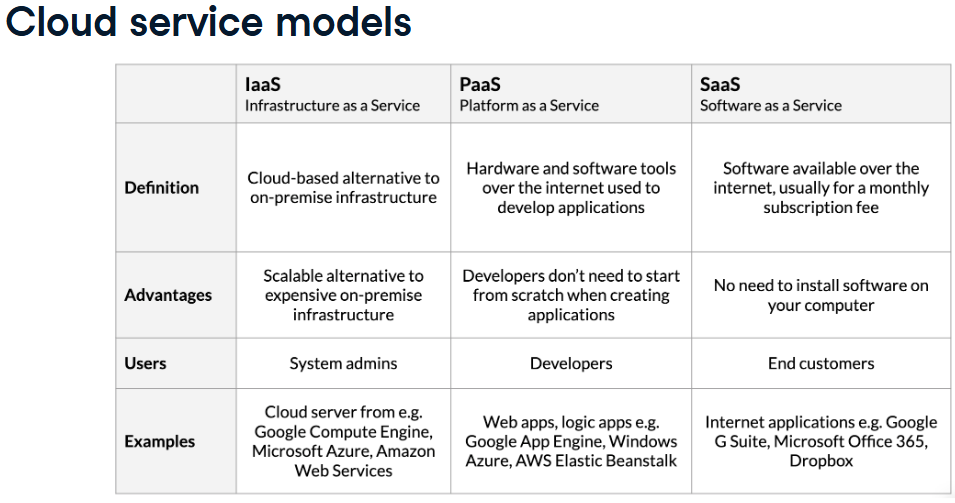 Cloud service models
IaaS
Infrastructure as a Service
PaaS
Platform as a Service
SaaS
Software as a Service
Definition
Cloud-based alternative to
on-premise infrastructure
Hardware and software tools
over the internet used to
develop applications
Software available over the
internet, usually for a monthly
subscription fee
Advantages
Scalable alternative to
expensive on-premise
infrastructure
Developers don’t need to start
from scratch when creating
applications
No need to install software on
your computer
Users
System admins
Developers
End customers
Examples
Cloud server from e.g.
Google Compute Engine,
Microsoft Azure, Amazon
Web Services
Web apps, logic apps e.g.
Google App Engine, Windows
Azure, AWS Elastic Beanstalk
Internet applications e.g. Google
G Suite, Microsoft Office 365,
Dropbox